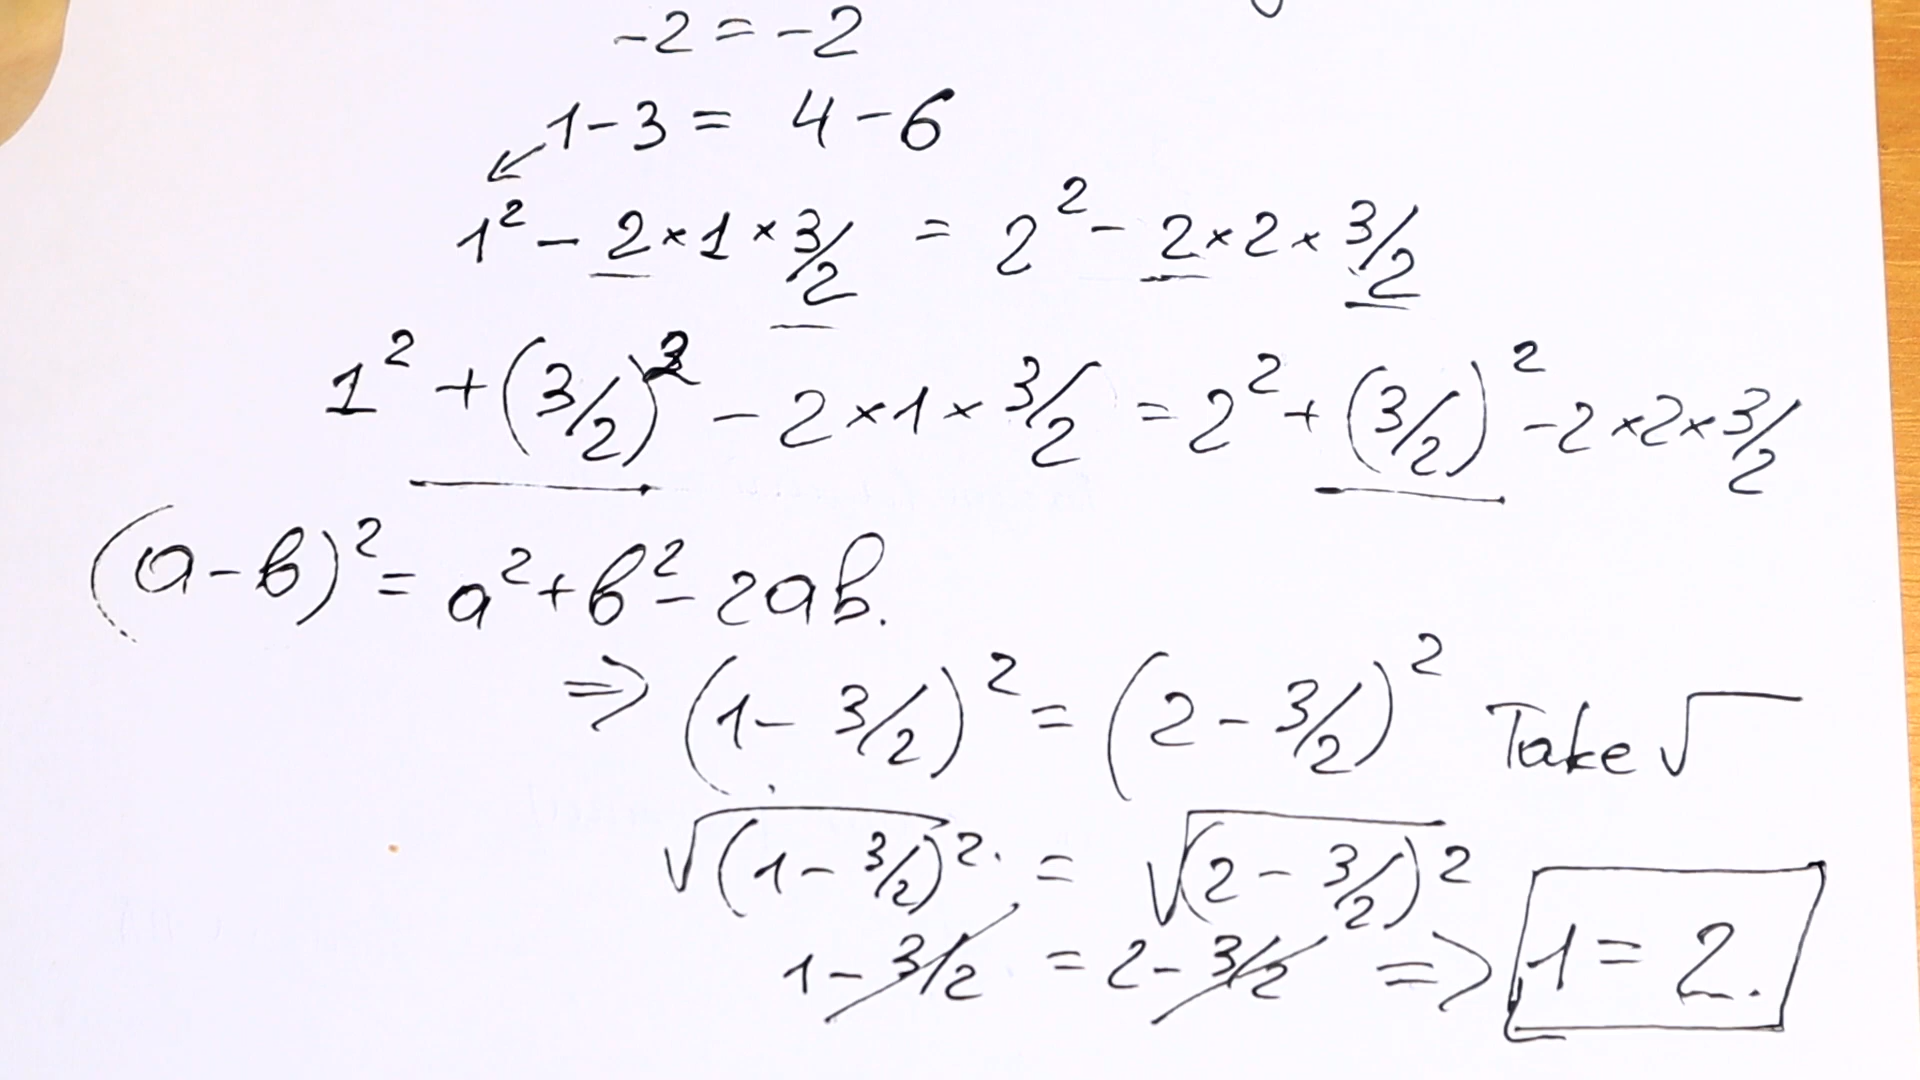 -2 = -2
1-3 = 4-6
1² - 2×1×3/2 = 2² - 2×2×3/2
1² + (3/2)² - 2×1×3/2 = 2² + (3/2)² - 2×2×3/2
(a-b)² = a² + b² - 2ab.
⇒ (1 - 3/2)² = (2 - 3/2)² Take √
√(1 - 3/2)² = √(2 - 3/2)²
1 - 3/2 = 2 - 3/2 ⇒ 1 = 2.